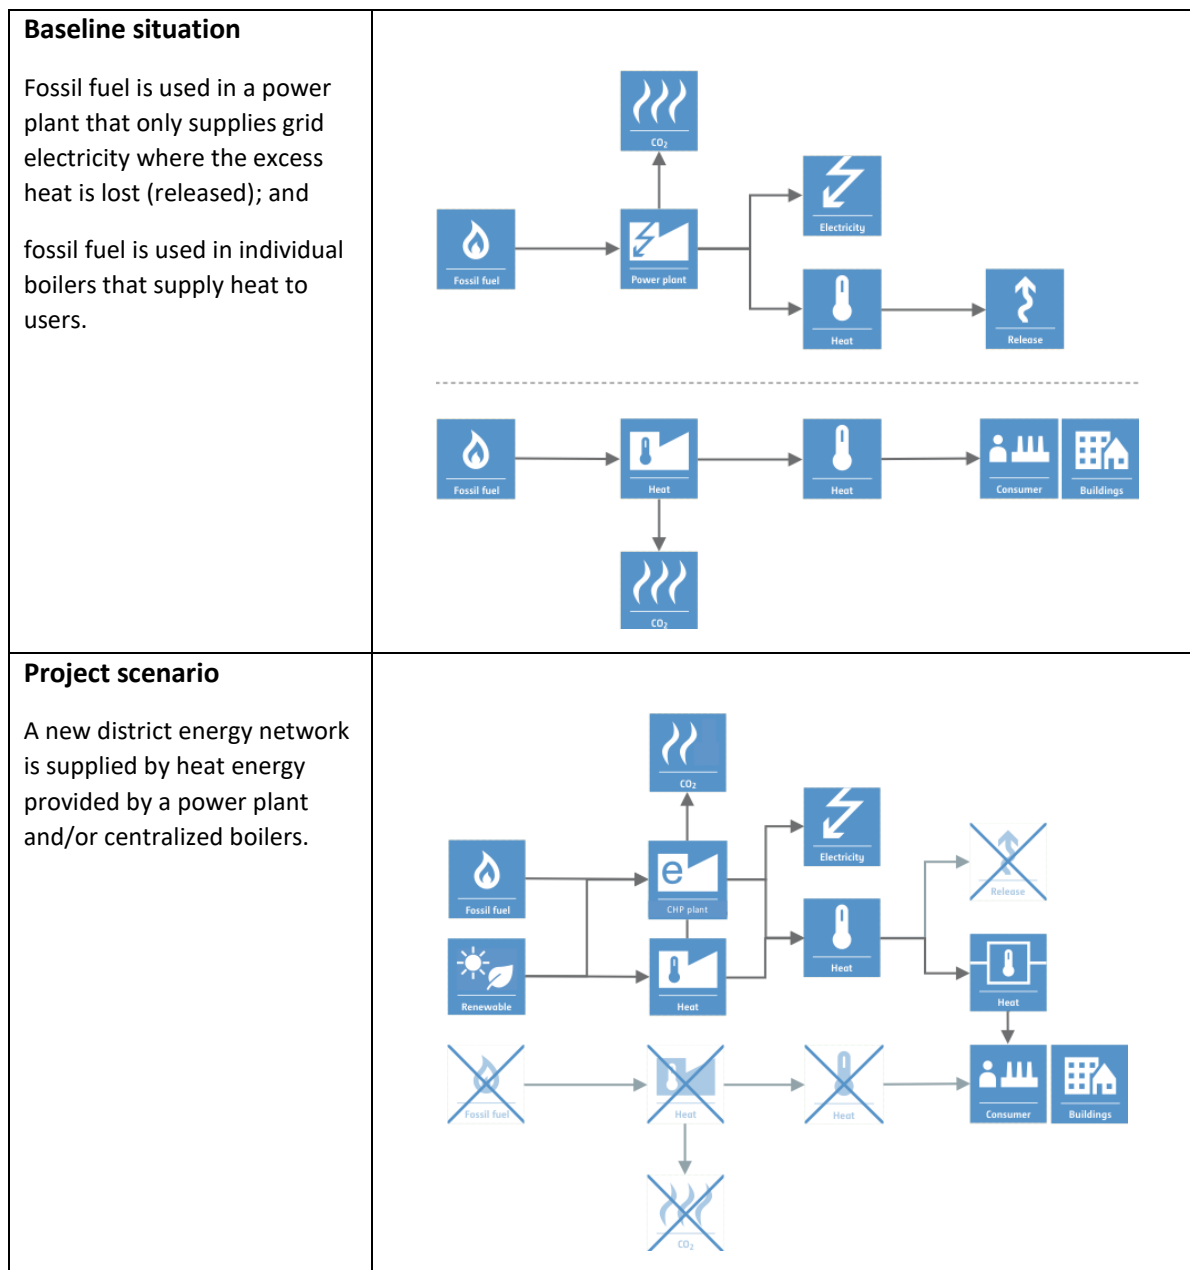 Baseline situation
Fossil fuel is used in a power
plant that only supplies grid
electricity where the excess
heat is lost (released); and
fossil fuel is used in individual
boilers that supply heat to
users.
CO₂
Electricity
Fossil fuel
Power plant
Heat
Release
Fossil fuel
Heat
Heat
Consumer
Buildings
CO₂
Project scenario
A new district energy network
is supplied by heat energy
provided by a power plant
and/or centralized boilers.
CO₂
Electricity
Release
Fossil fuel
e
CHP plant
Heat
Renewable
Heat
Heat
Fossil fuel
Heat
Heat
Consumer
Buildings
CO₂